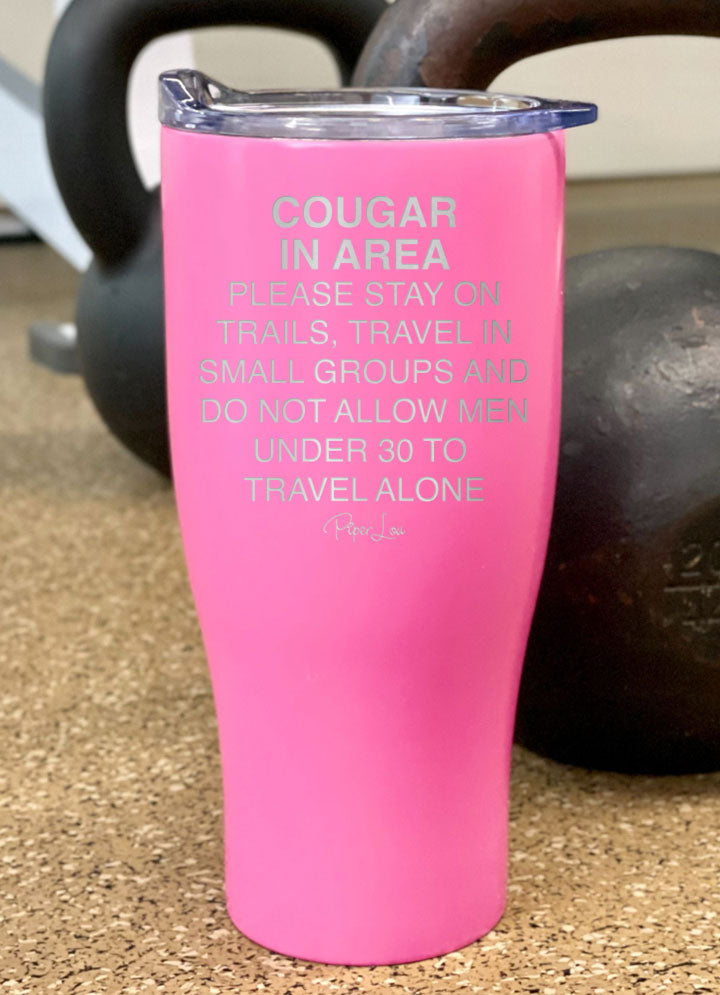 COUGAR
IN AREA
PLEASE STAY ON
TRAILS, TRAVEL IN
SMALL GROUPS AND
DO NOT ALLOW MEN
UNDER 30 TO
TRAVEL ALONE
Piper Lou